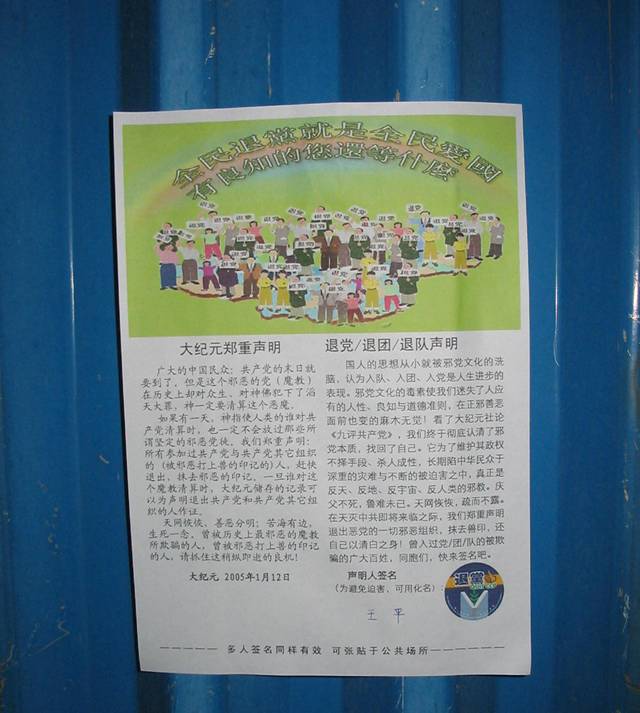 全民退黨就是全民愛國
有良知的您還等什麼
大纪元郑重声明
广大的中国民众：共产党的末日就
要到了，但是这个邪恶的党（魔教）
在历史上却对众生、对神佛犯下了滔
天大罪，神一定要清算这个恶魔。
如果有一天，神指使人类的谁对共
产党清算时，也一定不会放过那些所
谓坚定的邪恶党徒。我们郑重声明：
所有参加过共产党与共产党其它组织
的（被邪恶打上兽的印记的)人，赶快
退出，抹去邪恶的印记。一旦谁对这
个魔教清算时，大纪元储存的记录可
以为声明退出共产党和共产党其它组
织的人作证。
天网恢恢、善恶分明；苦海有边，
生死一念。曾被历史上最邪恶的魔教
所欺骗的人，曾被邪恶打上兽的印记
的人，请抓住这稍纵即逝的良机！
大纪元 2005年1月12日
退党/退团/退队声明
国人的思想从小就被邪党文化的洗
脑，认为入队、入团、入党是人生进步的
表现。邪党文化的毒素使我们迷失了人应
有的人性、良知与道德准则，在正邪善恶
面前也变的麻木无觉！看了大纪元社论
《九评共产党》，我们终于彻底认清了邪
党本质，找回了自己。它为了维护其政权
不择手段、杀人成性，长期陷中华民众于
深重的灾难与不断的被迫害之中，真正是
反天、反地、反宇宙、反人类的邪教。庆
父不死，鲁难未已。天网恢恢，疏而不露。
在天灭中共即将来临之际，我们郑重声明
退出恶党的一切邪恶组织，抹去兽印，还
自己以清白之身！曾入过党/团/队的被欺
骗的广大百姓，同胞们，快来签名吧。
声明人签名
(为避免迫害，可用化名)：
王 平
退黨
－－－－－ 多人签名同样有效 可张贴于公共场所－－－－－－